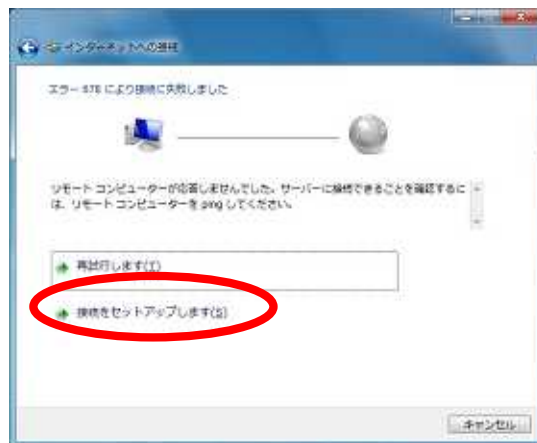 インターネットへの接続
エラー 678 により接続に失敗しました
リモート コンピューターが応答しませんでした。サーバーに接続できることを確認するに
は、リモート コンピューターを ping してください。
再試行します(T)
接続をセットアップします(S)
キャンセル